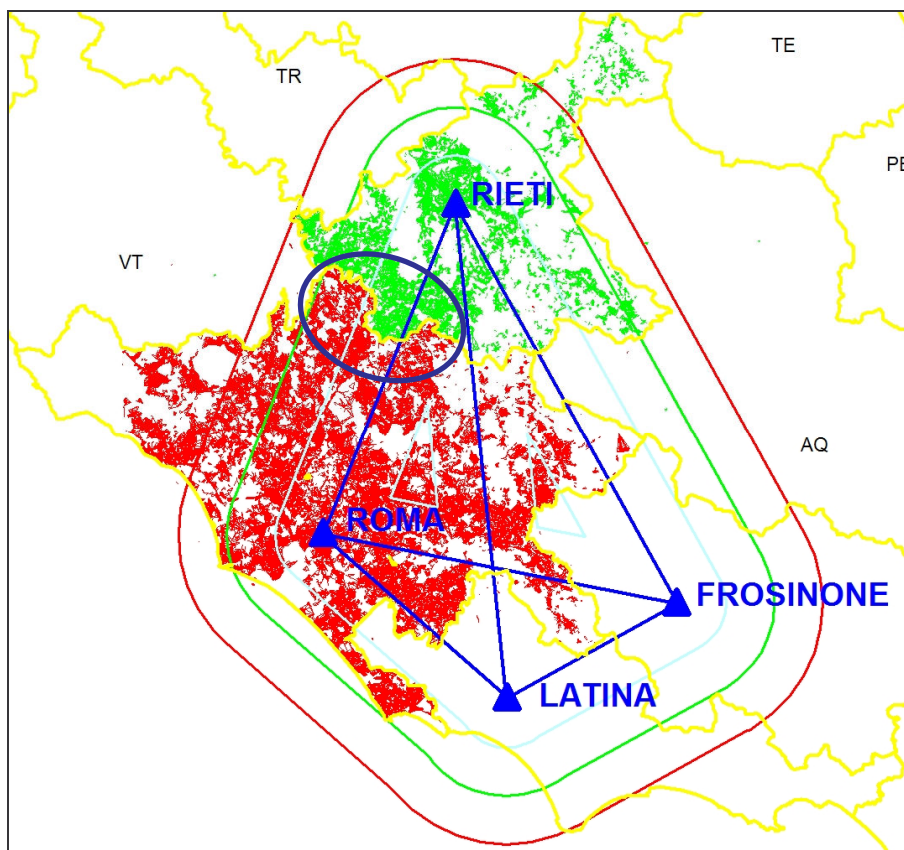 TE
TR
PE
RIETI
VT
AQ
ROMA
FROSINONE
LATINA